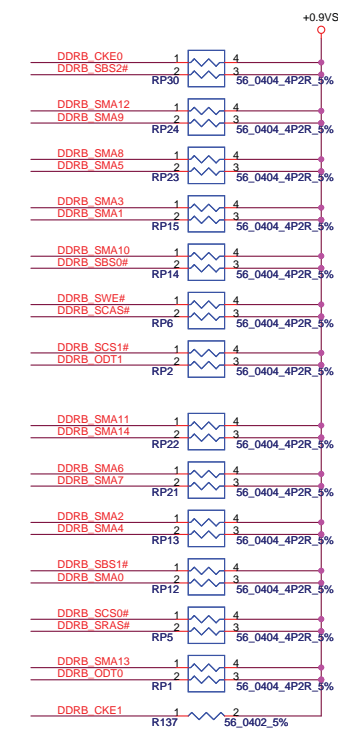 +0.9VS
DDRB_CKE0 1 4
DDRB_SBS2# 2 3
RP30 56_0404_4P2R_5%
DDRB_SMA12 1 4
DDRB_SMA9 2 3
RP24 56_0404_4P2R_5%
DDRB_SMA8 1 4
DDRB_SMA5 2 3
RP23 56_0404_4P2R_5%
DDRB_SMA3 1 4
DDRB_SMA1 2 3
RP15 56_0404_4P2R_5%
DDRB_SMA10 1 4
DDRB_SBS0# 2 3
RP14 56_0404_4P2R_5%
DDRB_SWE# 1 4
DDRB_SCAS# 2 3
RP6 56_0404_4P2R_5%
DDRB_SCS1# 1 4
DDRB_ODT1 2 3
RP2 56_0404_4P2R_5%
DDRB_SMA11 1 4
DDRB_SMA14 2 3
RP22 56_0404_4P2R_5%
DDRB_SMA6 1 4
DDRB_SMA7 2 3
RP21 56_0404_4P2R_5%
DDRB_SMA2 1 4
DDRB_SMA4 2 3
RP13 56_0404_4P2R_5%
DDRB_SBS1# 1 4
DDRB_SMA0 2 3
RP12 56_0404_4P2R_5%
DDRB_SCS0# 1 4
DDRB_SRAS# 2 3
RP5 56_0404_4P2R_5%
DDRB_SMA13 1 4
DDRB_ODT0 2 3
RP1 56_0404_4P2R_5%
DDRB_CKE1 1 2
R137 56_0402_5%